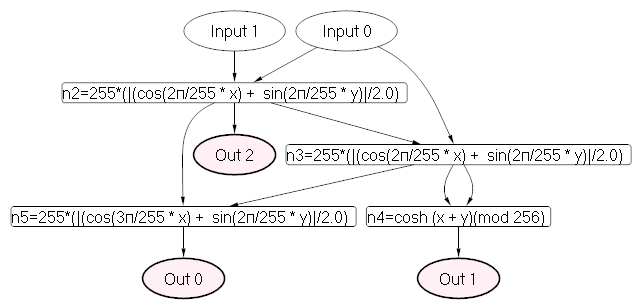 Input 1
Input 0
n2=255*(|(cos(2π/255 * x) + sin(2π/255 * y)|/2.0)
Out 2
n3=255*(|(cos(2π/255 * x) + sin(2π/255 * y)|/2.0)
n5=255*(|(cos(3π/255 * x) + sin(2π/255 * y)|/2.0)
n4=cosh (x + y)(mod 256)
Out 0
Out 1